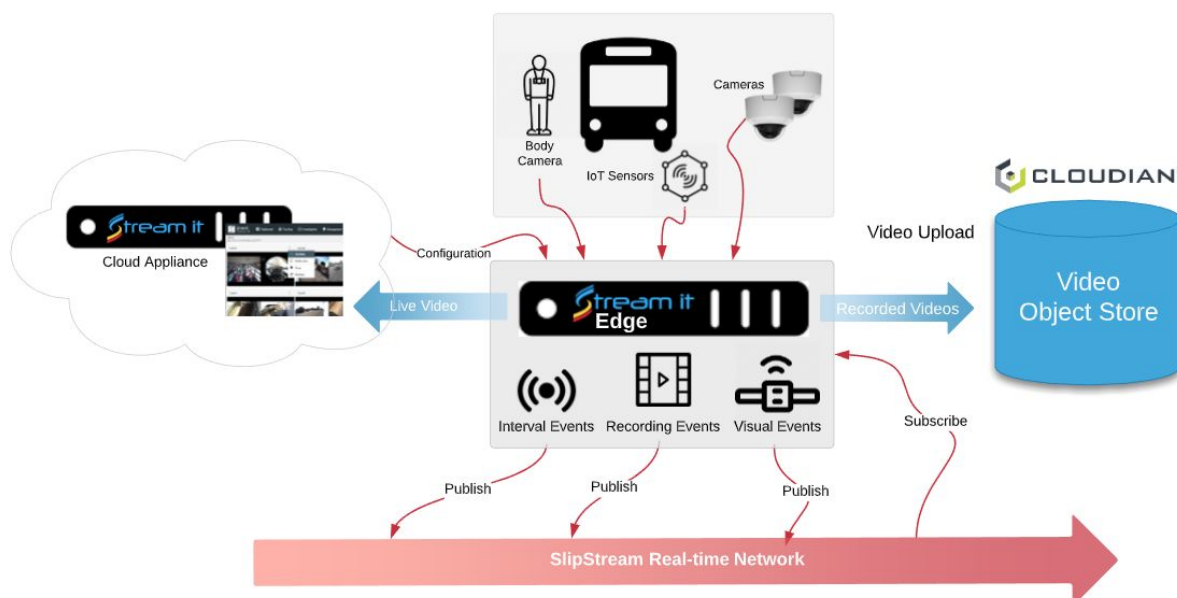 Body
Camera
Cameras
IoT Sensors
CLOUDIAN
Stream it
Cloud Appliance
Configuration
Video Upload
Live Video
Stream it
Edge
Recorded Videos
Video
Object Store
Interval Events
Recording Events
Visual Events
Subscribe
Publish
Publish
Publish
SlipStream Real-time Network